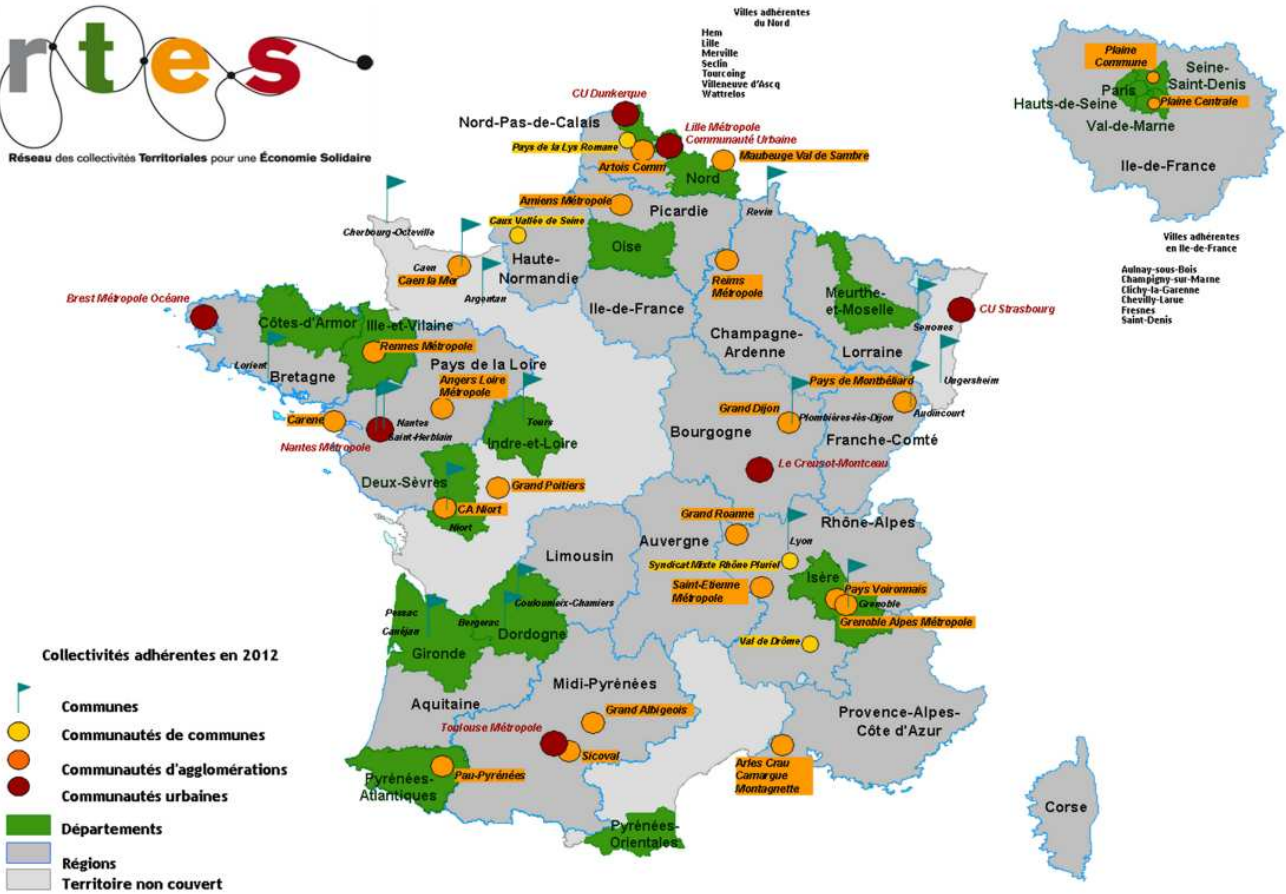 rtes
Réseau des collectivités Territoriales pour une Économie Solidaire
Villes adhérentes
du Nord
Hem
Lille
Merville
Seclin
Tourcoing
Villeneuve d'Ascq
Wattrelos
Plaine
Commune
Seine-
Saint-Denis
Paris
Hauts-de-Seine
Plaine Centrale
Val-de-Marne
Ile-de-France
Villes adhérentes
en Ile-de-France
Aulnay-sous-Bois
Champigny-sur-Marne
Clichy-la-Garenne
Chevilly-Larue
Fresnes
Saint-Denis
CU Dunkerque
Nord-Pas-de-Calais
Lille Métropole
Communauté Urbaine
Pays de la Lys Romane
Artois Comm
Maubeuge Val de Sambre
Nord
Amiens Métropole
Picardie
Revin
Cherbourg-Octeville
Caux Vallée de Seine
Oise
Caen
Caen la Mer
Haute-
Normandie
Reims
Métropole
Argentan
Meurthe-
et-Moselle
Brest Métropole Océane
CU Strasbourg
Ile-de-France
Côtes-d'Armor
Ille-et-Vilaine
Senones
Champagne-
Ardenne
Rennes Métropole
Lorraine
Lorient
Pays de la Loire
Bretagne
Angers Loire
Métropole
Pays de Montbéliard
Ungersheim
Carene
Nantes
Saint-Herblain
Tours
Grand Dijon
Plombières-lès-Dijon
Audincourt
Nantes Métropole
Indre-et-Loire
Bourgogne
Franche-Comté
Le Creusot-Montceau
Deux-Sèvres
Grand Poitiers
CA Niort
Niort
Grand Roanne
Rhône-Alpes
Auvergne
Lyon
Limousin
Syndicat Mixte Rhône Pluriel
Isère
Saint-Etienne
Métropole
Pays Voironnais
Grenoble
Grenoble Alpes Métropole
Pessac
Canéjan
Coulounieix-Chamiers
Bergerac
Dordogne
Gironde
Val de Drôme
Midi-Pyrénées
Aquitaine
Grand Albigeois
Toulouse Métropole
Sicoval
Provence-Alpes-
Côte d'Azur
Pau-Pyrénées
Pyrénées-
Atlantiques
Arles Crau
Camargue
Montagnette
Pyrénées-
Orientales
Corse
Collectivités adhérentes en 2012
Communes
Communautés de communes
Communautés d'agglomérations
Communautés urbaines
Départements
Régions
Territoire non couvert